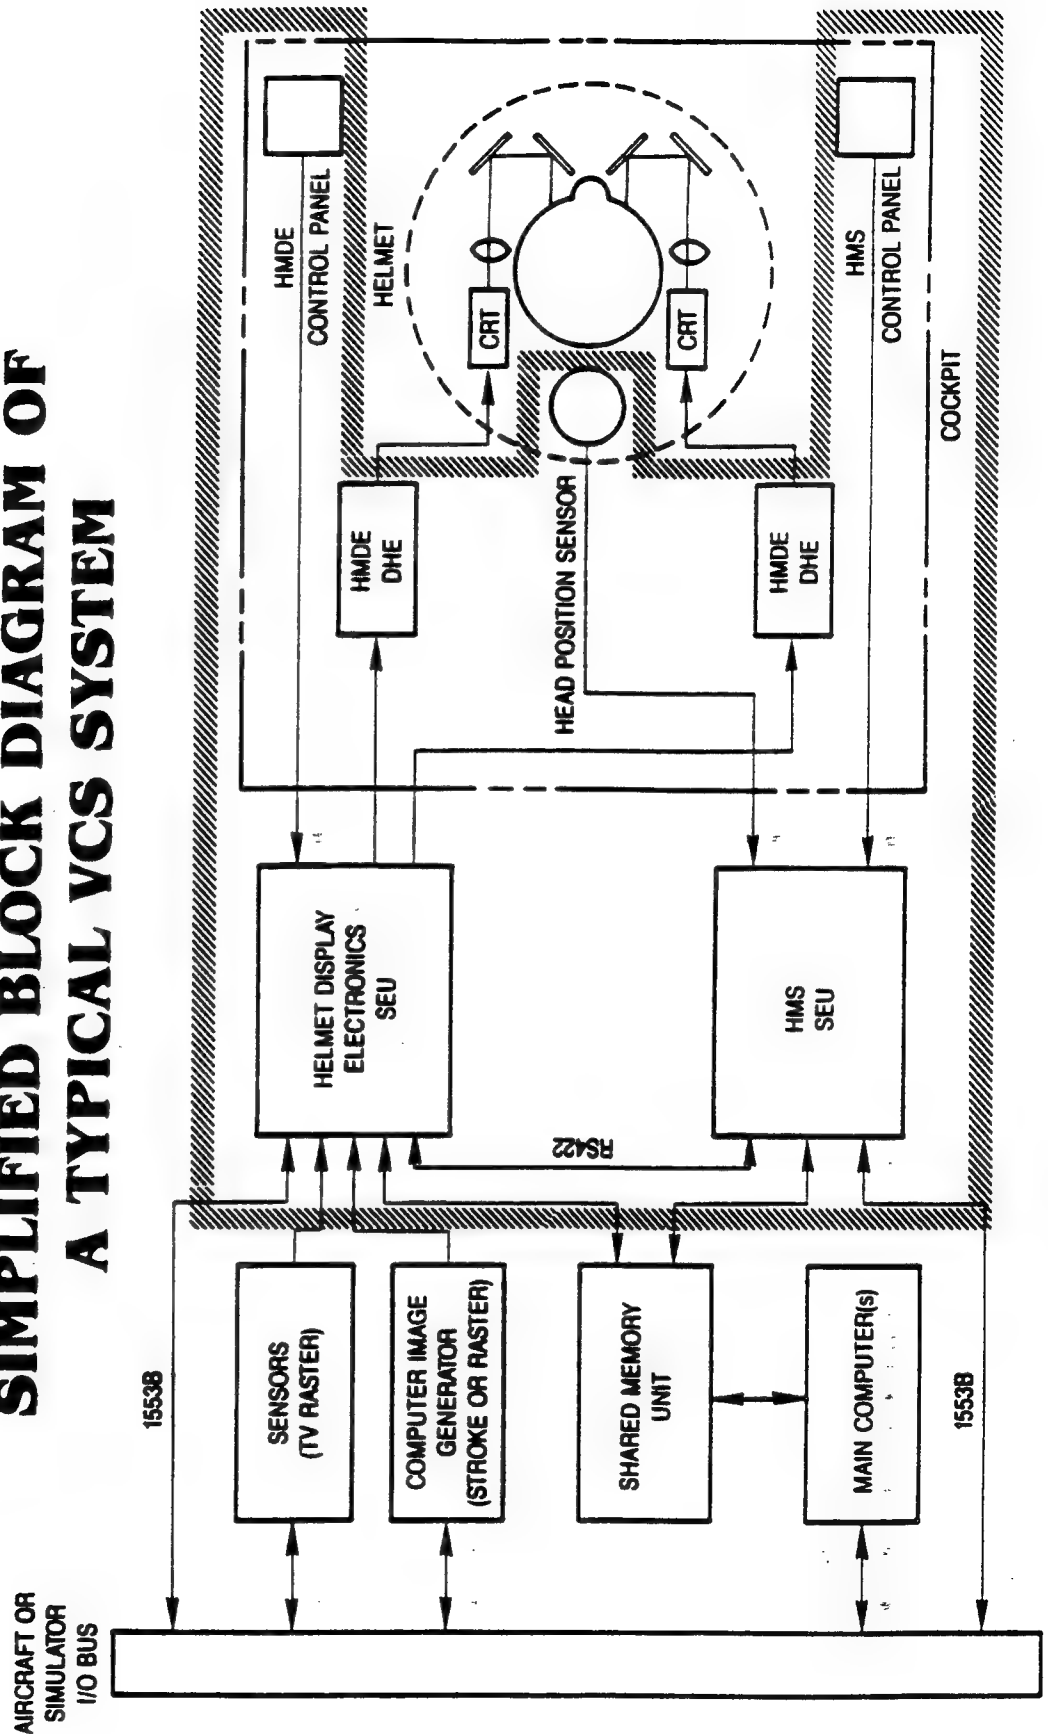 SIMPLIFIED BLOCK DIAGRAM OF
A TYPICAL VCS SYSTEM
AIRCRAFT OR
SIMULATOR
I/O BUS
1553B
SENSORS
(TV RASTER)
COMPUTER IMAGE
GENERATOR
(STROKE OR RASTER)
SHARED MEMORY
UNIT
MAIN COMPUTER(s)
1553B
RS422
HELMET DISPLAY
ELECTRONICS
SEU
HMS
SEU
HMDE
CONTROL PANEL
HELMET
HMDE
DHE
CRT
HEAD POSITION SENSOR
CRT
HMDE
DHE
HMS
CONTROL PANEL
COCKPIT